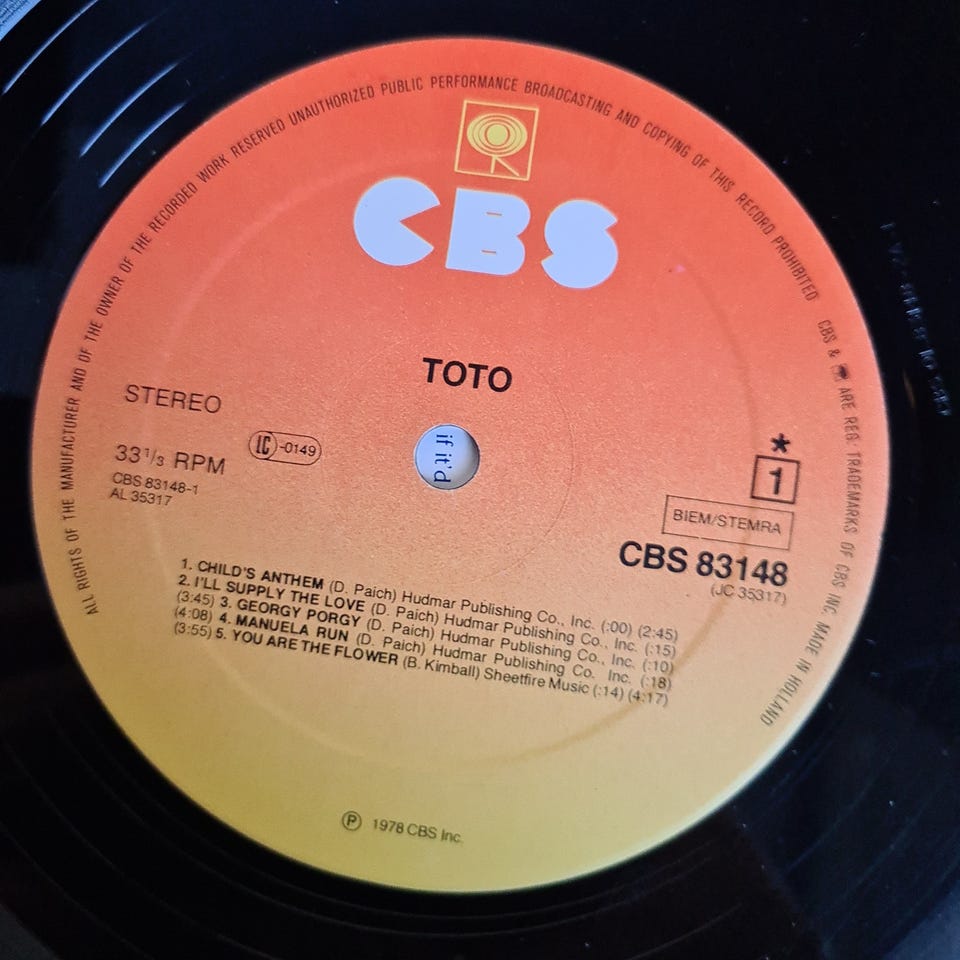 ALL RIGHTS OF THE MANUFACTURER AND OF THE OWNER OF THE RECORDED WORK RESERVED UNAUTHORIZED PUBLIC PERFORMANCE BROADCASTING AND COPYING OF THIS RECORD PROHIBITED CBS & ARE REG. TRADEMARKS OF CBS INC. MADE IN HOLLAND
CBS
TOTO
STEREO
LC-0149
if it'd
33 1/3 RPM
CBS 83148-1
AL 35317
*
1
BIEM/STEMRA
CBS 83148
(JC 35317)
1. CHILD'S ANTHEM (D. Paich) Hudmar Publishing Co., Inc. (:00) (2:45)
2. I'LL SUPPLY THE LOVE (D. Paich) Hudmar Publishing Co., Inc. (:15)
(3:45) 3. GEORGY PORGY (D. Paich) Hudmar Publishing Co., Inc. (:10)
(4:08) 4. MANUELA RUN (D. Paich) Hudmar Publishing Co. Inc. (:18)
(3:55) 5. YOU ARE THE FLOWER (B. Kimball) Sheetfire Music (:14) (4:17)
Ⓟ 1978 CBS Inc.